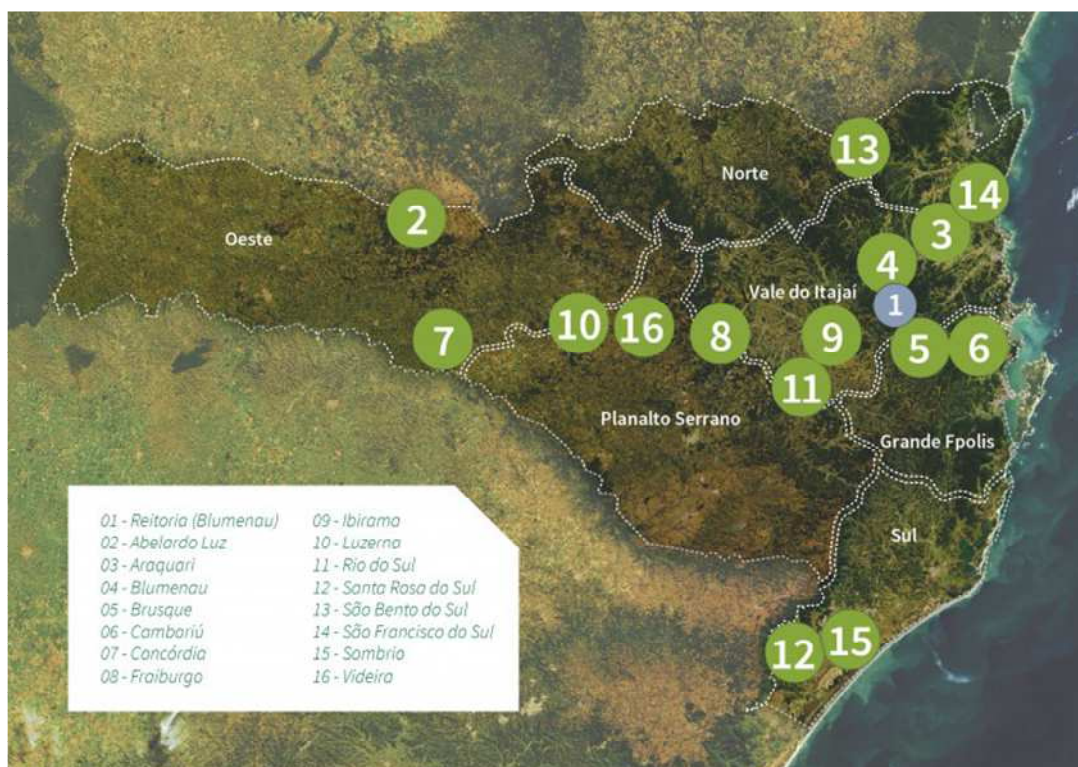 13
Norte
14
2
3
Oeste
4
Vale do Itajaí
1
10
16
8
9
7
5
6
11
Planalto Serrano
Grande Fpolis
Sul
12
15
01 - Reitoria (Blumenau)
02 - Abelardo Luz
03 - Araquari
04 - Blumenau
05 - Brusque
06 - Cambariú
07 - Concórdia
08 - Fraiburgo
09 - Ibirama
10 - Luzerna
11 - Rio do Sul
12 - Santa Rosa do Sul
13 - São Bento do Sul
14 - São Francisco do Sul
15 - Sombrio
16 - Videira